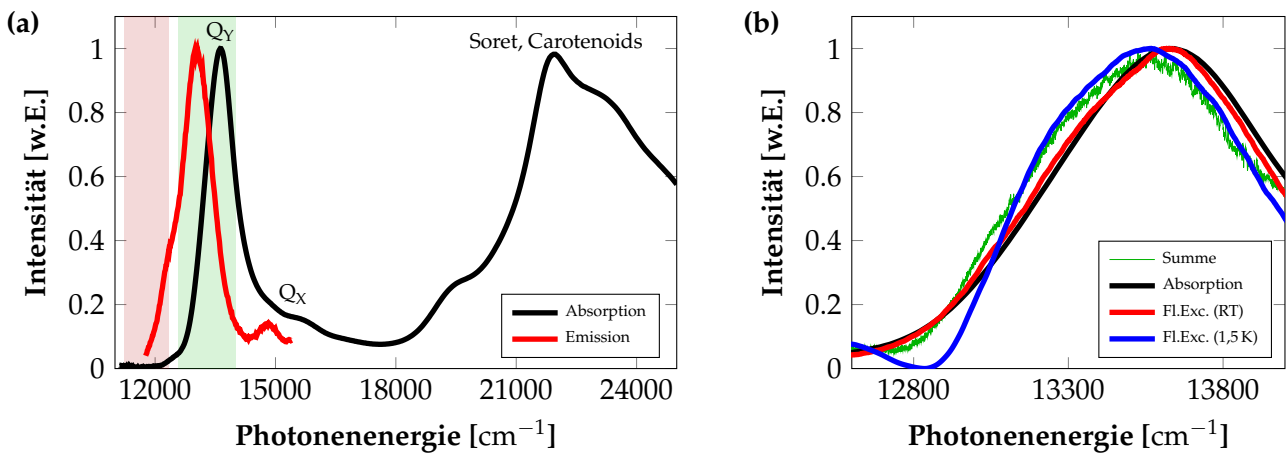 (a)
Intensität [w.E.]
1
0.8
0.6
0.4
0.2
0
Q_Y
Soret, Carotenoids
Q_X
Absorption
Emission
12000 15000 18000 21000 24000
Photonenenergie [cm⁻¹]
(b)
Intensität [w.E.]
1
0.8
0.6
0.4
0.2
0
Summe
Absorption
Fl.Exc. (RT)
Fl.Exc. (1,5 K)
12800 13300 13800
Photonenenergie [cm⁻¹]